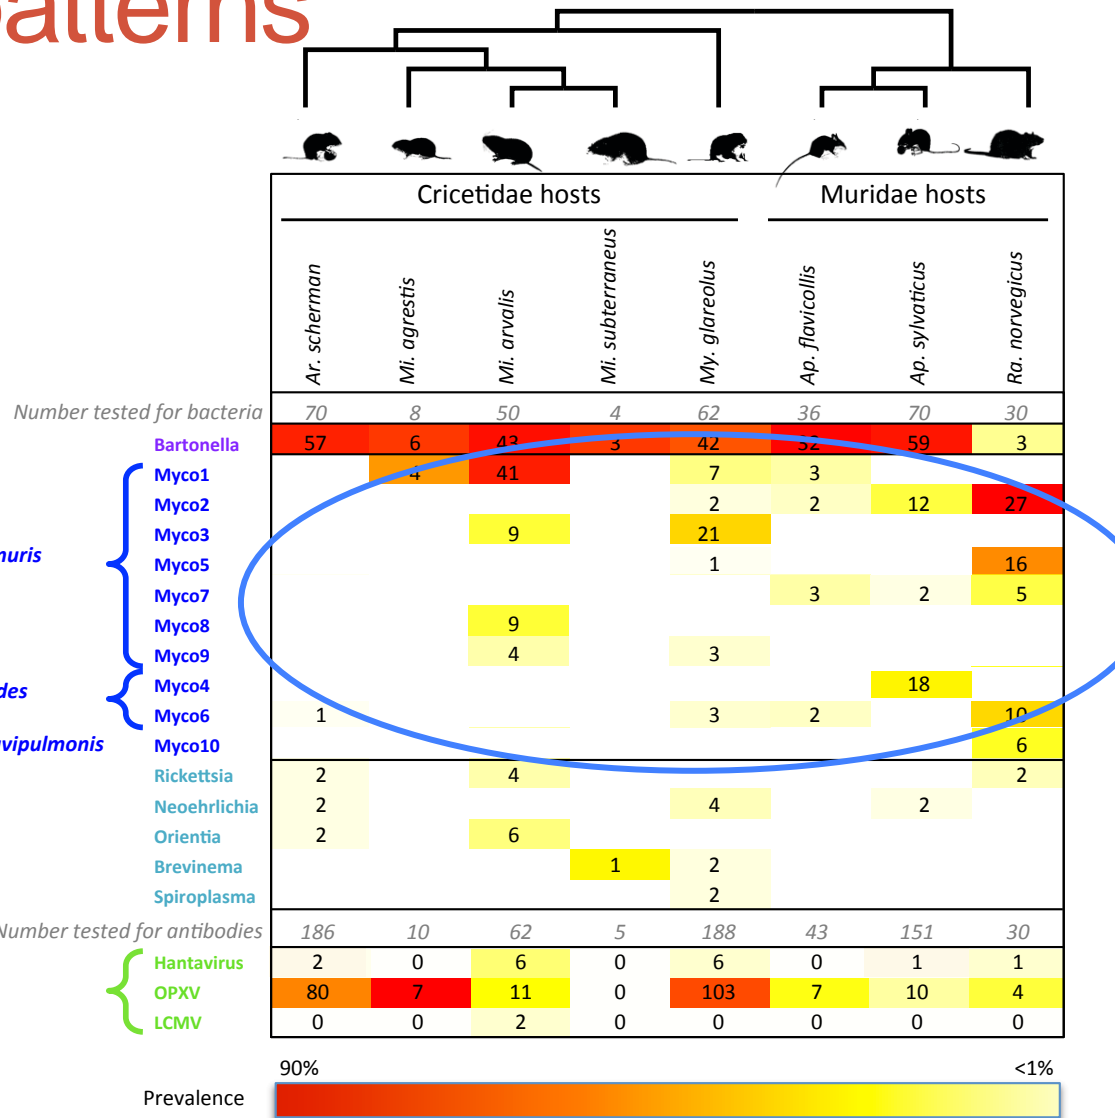 patterns
Cricetidae hosts Muridae hosts
Ar. scherman Mi. agrestis Mi. arvalis Mi. subterraneus My. glareolus Ap. flavicollis Ap. sylvaticus Ra. norvegicus
Number tested for bacteria 70 8 50 4 62 36 70 30
Bartonella 57 6 43 3 42 32 59 3
Myco1 4 41 7 3
Myco2 2 2 12 27
Myco3 9 21
muris Myco5 1 16
Myco7 3 2 5
Myco8 9
Myco9 4 3
des Myco4 18
Myco6 1 3 2 10
vipulmonis Myco10 6
Rickettsia 2 4 2
Neoehrlichia 2 4 2
Orientia 2 6
Brevinema 1 2
Spiroplasma 2
Number tested for antibodies 186 10 62 5 188 43 151 30
Hantavirus 2 0 6 0 6 0 1 1
OPXV 80 7 11 0 103 7 10 4
LCMV 0 0 2 0 0 0 0 0
90% <1%
Prevalence